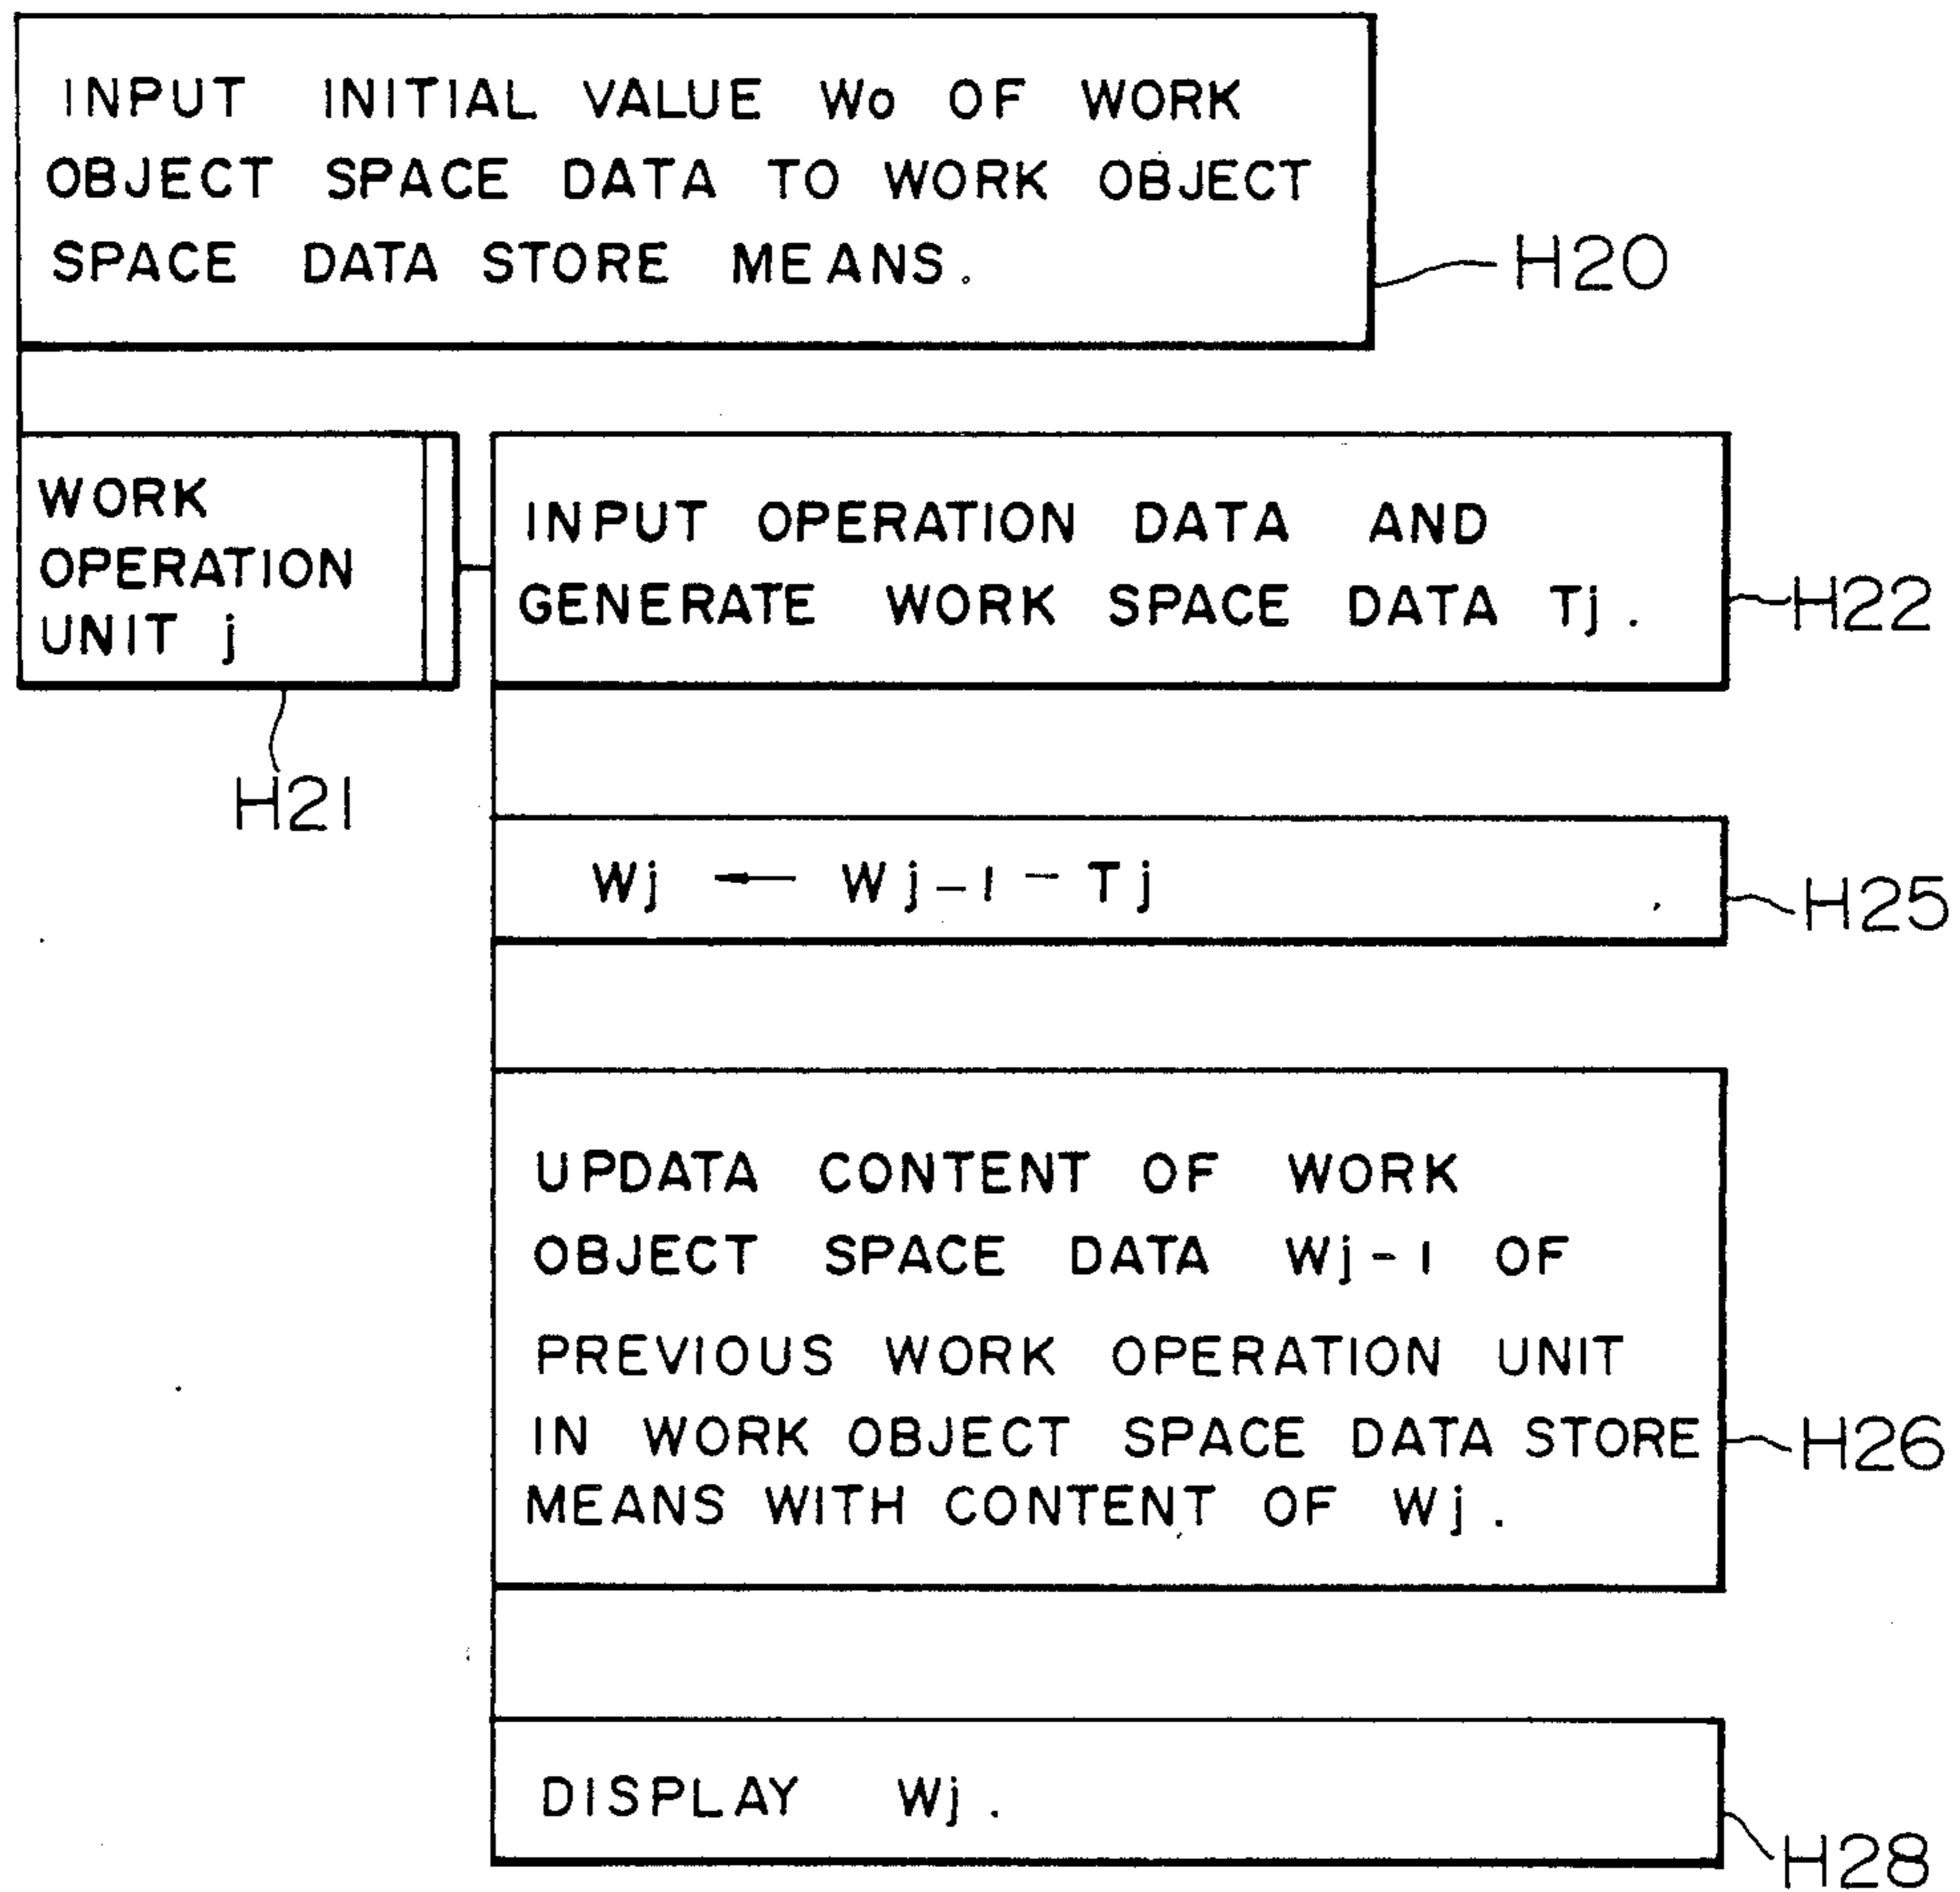 INPUT INITIAL VALUE Wo OF WORK
OBJECT SPACE DATA TO WORK OBJECT
SPACE DATA STORE MEANS.
H20
WORK
OPERATION
UNIT j
H21
INPUT OPERATION DATA AND
GENERATE WORK SPACE DATA Tj.
H22
Wj ← Wj-1 - Tj
H25
UPDATA CONTENT OF WORK
OBJECT SPACE DATA Wj-1 OF
PREVIOUS WORK OPERATION UNIT
IN WORK OBJECT SPACE DATA STORE
MEANS WITH CONTENT OF Wj.
H26
DISPLAY Wj.
H28